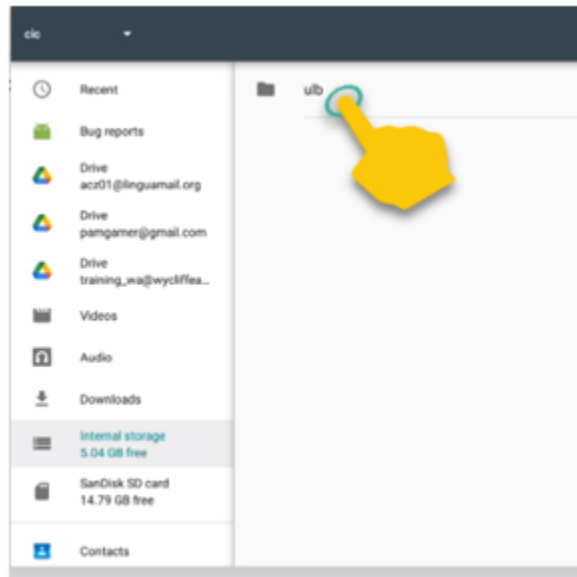 cic
Recent
Bug reports
Drive
acz01@linguamail.org
Drive
pamgamer@gmail.com
Drive
training_wa@wycliffea...
Videos
Audio
Downloads
Internal storage
5.04 GB free
SanDisk SD card
14.79 GB free
Contacts
ulb